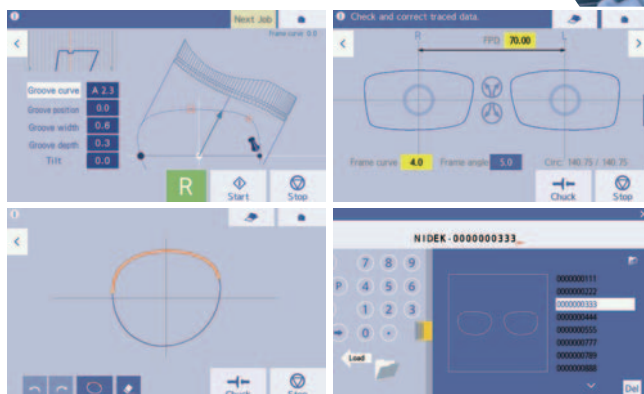 Next Job
Frame curve 0.0
Groove curve A 2.3
Groove position 0.0
Groove width 0.6
Groove depth 0.3
Tilt 0.0
R
Start
Stop
Check and correct traced data.
R
FPD 70.00
L
Frame curve 4.0 Frame angle 5.0 Circ: 140.75 / 140.75
Chuck
Stop
Chuck
Stop
NIDEK-0000000333
7 8 9
P 4 5 6
1 2 3
0 .
Load
0000000111
0000000222
0000000333
0000000444
0000000555
0000000777
0000000789
0000000888
Del